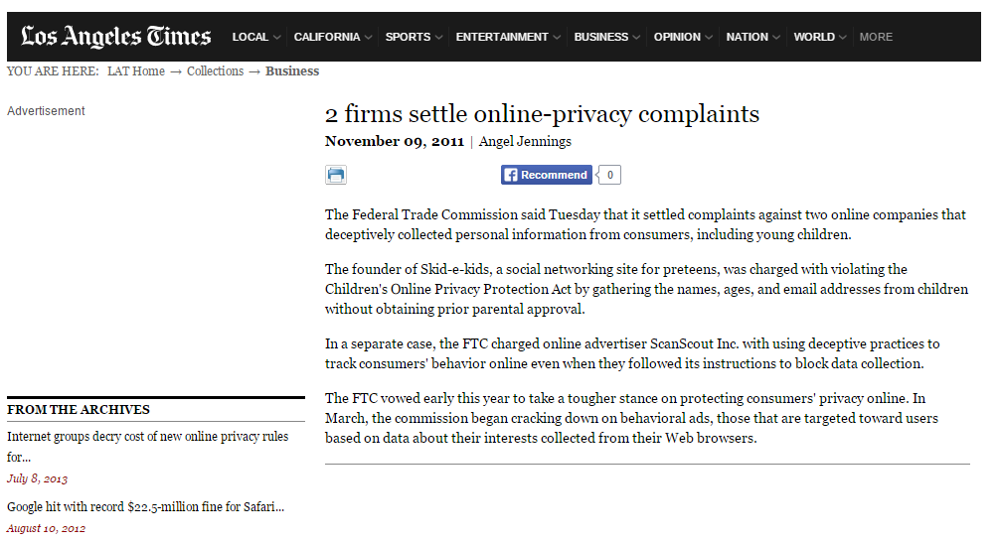 Los Angeles Times LOCAL CALIFORNIA SPORTS ENTERTAINMENT BUSINESS OPINION NATION WORLD MORE
YOU ARE HERE: LAT Home → Collections → Business
Advertisement
2 firms settle online-privacy complaints
November 09, 2011 | Angel Jennings
Recommend 0
The Federal Trade Commission said Tuesday that it settled complaints against two online companies that
deceptively collected personal information from consumers, including young children.
The founder of Skid-e-kids, a social networking site for preteens, was charged with violating the
Children's Online Privacy Protection Act by gathering the names, ages, and email addresses from children
without obtaining prior parental approval.
In a separate case, the FTC charged online advertiser ScanScout Inc. with using deceptive practices to
track consumers' behavior online even when they followed its instructions to block data collection.
The FTC vowed early this year to take a tougher stance on protecting consumers' privacy online. In
March, the commission began cracking down on behavioral ads, those that are targeted toward users
based on data about their interests collected from their Web browsers.
FROM THE ARCHIVES
Internet groups decry cost of new online privacy rules
for...
July 8, 2013
Google hit with record $22.5-million fine for Safari...
August 10, 2012